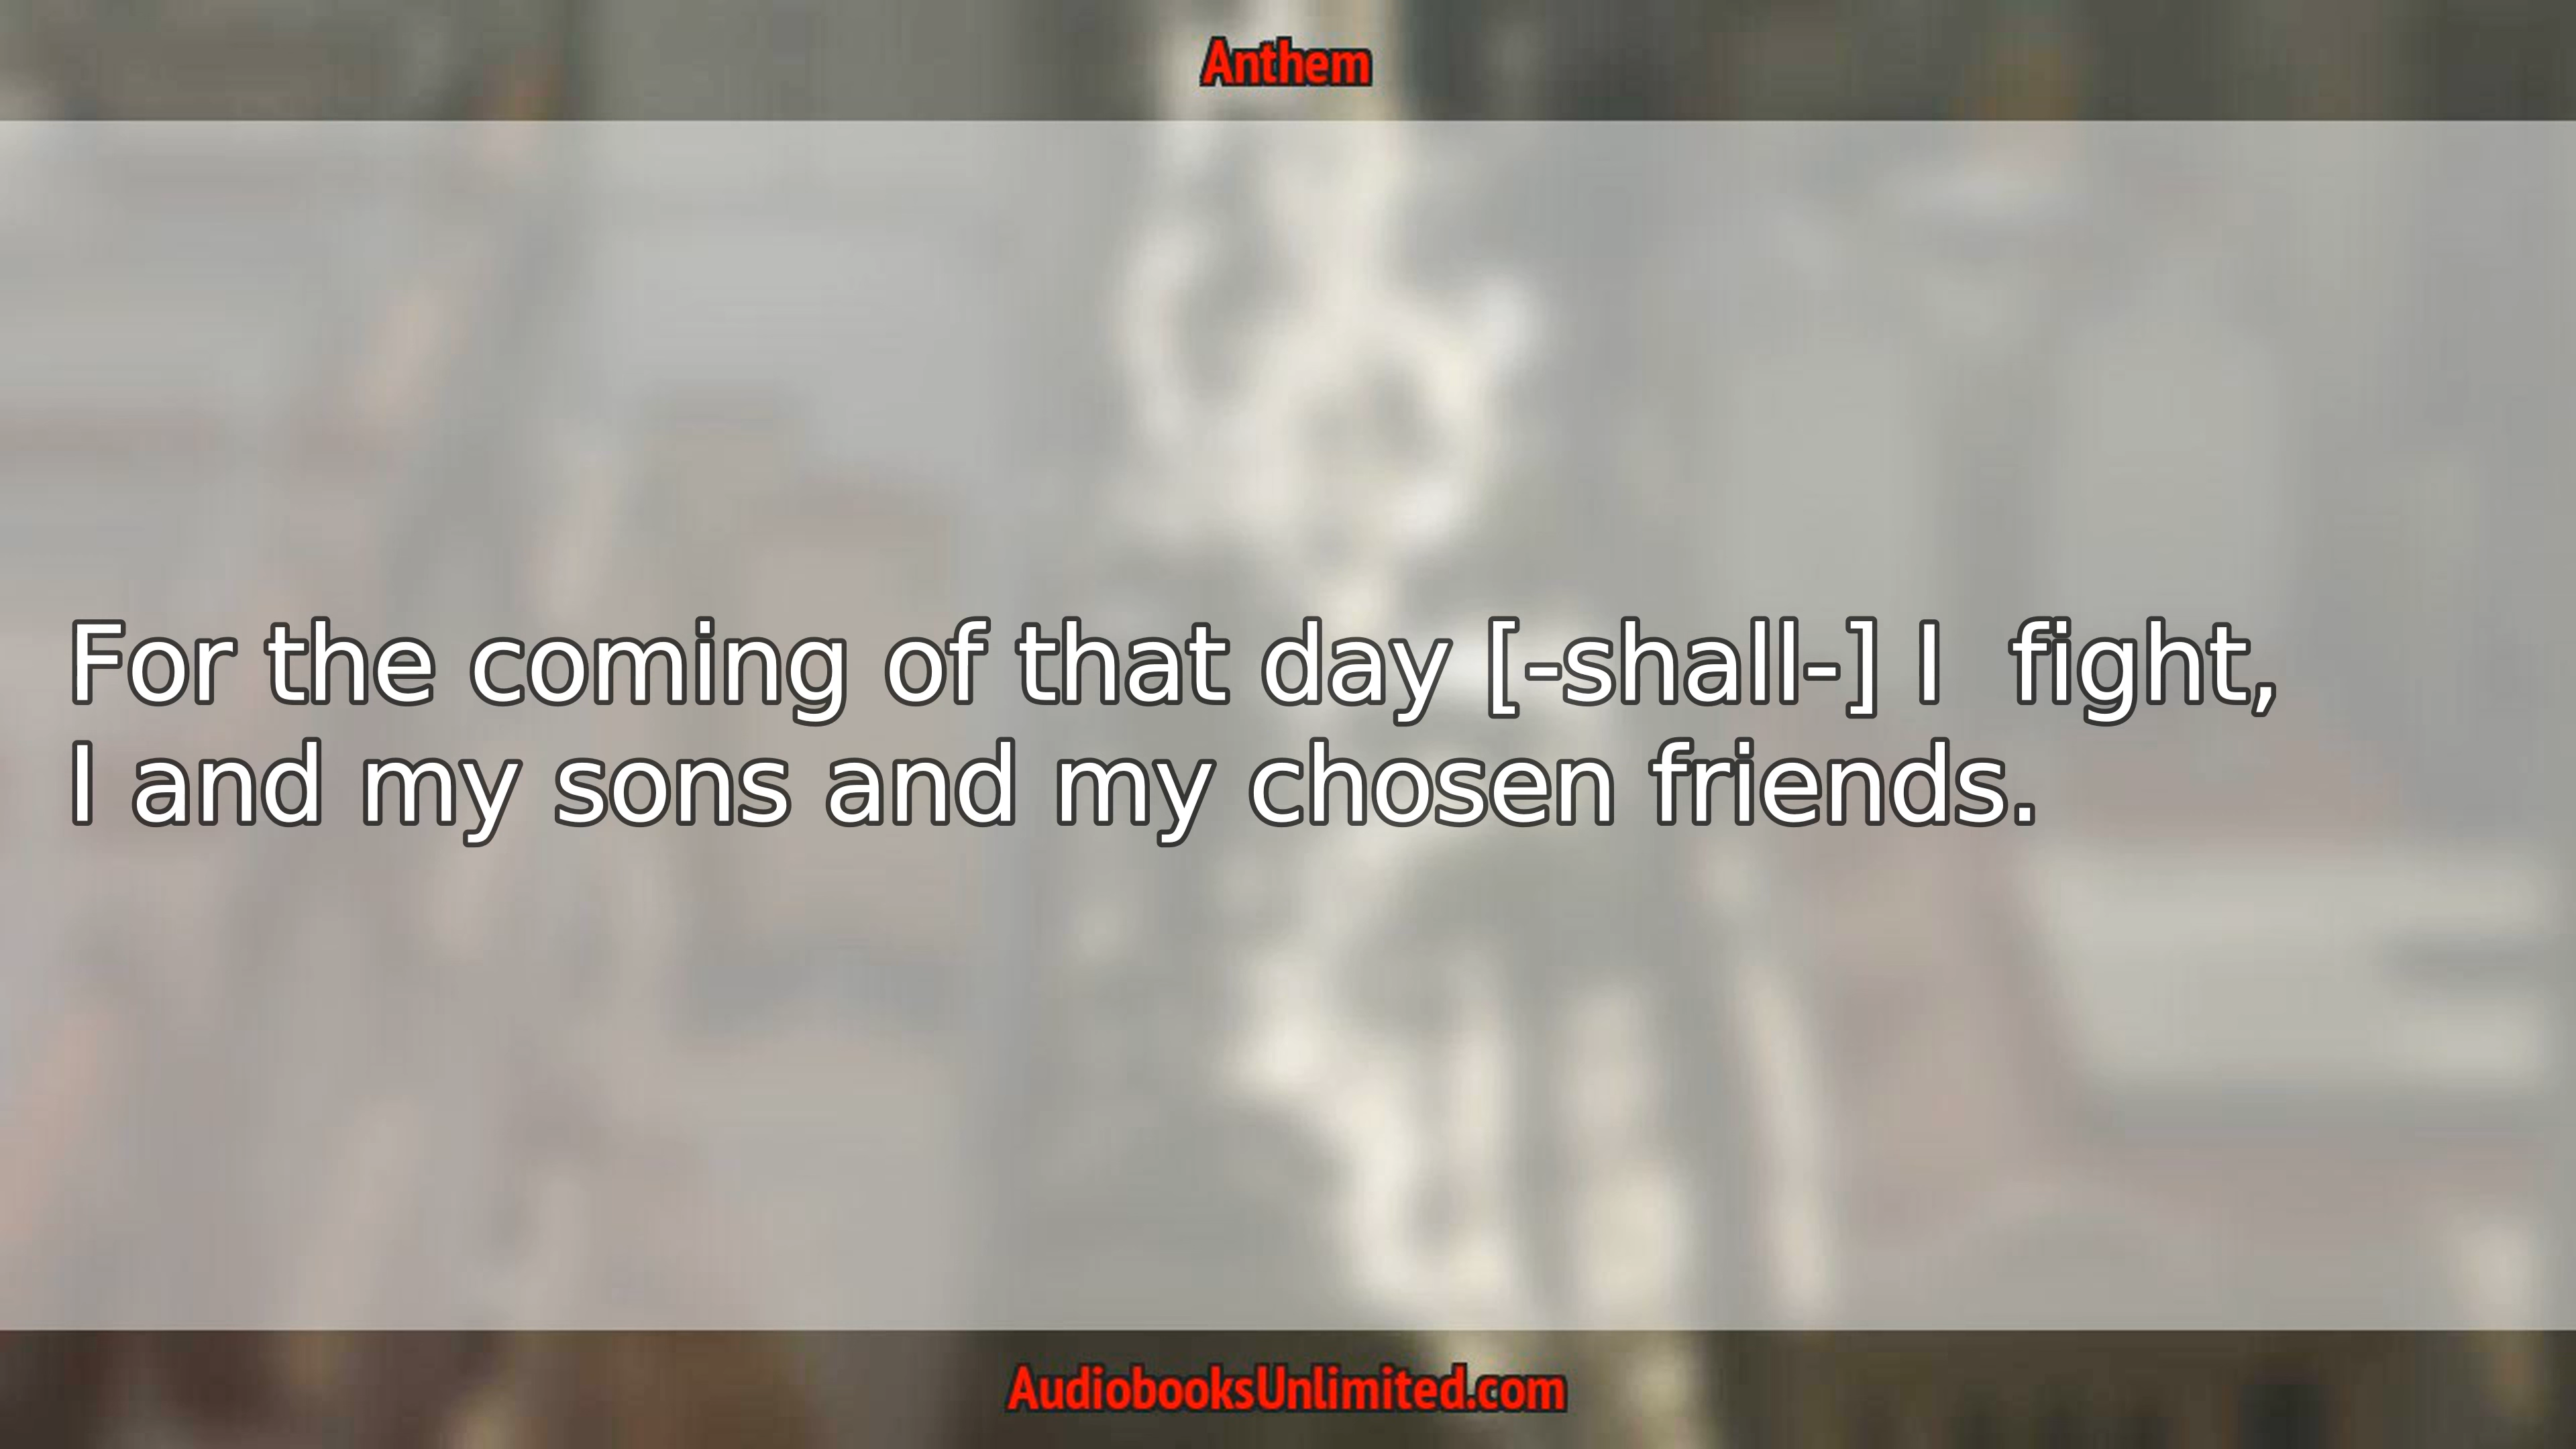 Anthem
For the coming of that day [-shall-] I  fight,
I and my sons and my chosen friends.
AudiobooksUnlimited.com